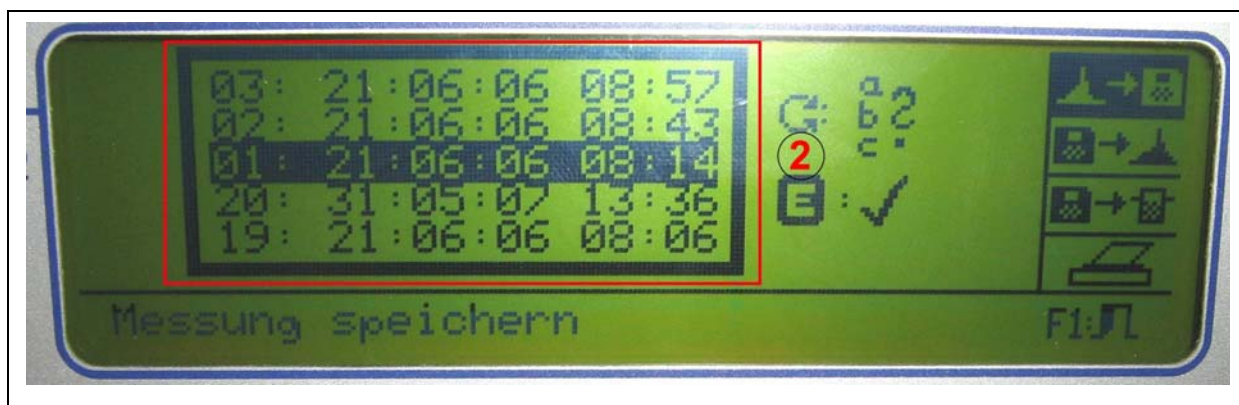 03: 21:06:06 08:57
02: 21:06:06 08:43
01: 21:06:06 08:14
20: 31:05:07 13:36
19: 21:06:06 08:06
G: a b c ?
2
E : ✓
Messung speichern
F1: